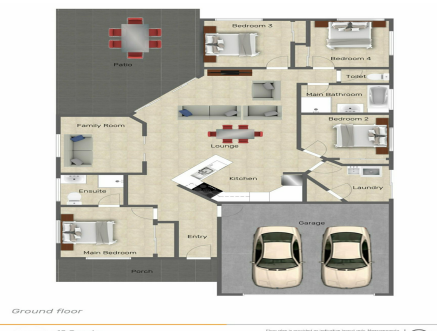 Bedroom 3
Bedroom 4
Patio
Toilet
Main Bathroom
Bedroom 2
Family Room
Lounge
Kitchen
Ensuite
Laundry
Garage
Entry
Main Bedroom
Porch
Ground floor